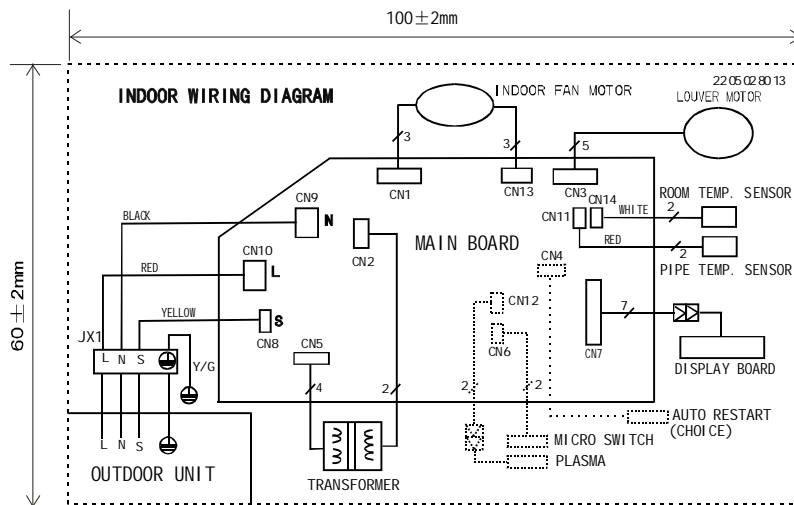 100±2mm
60±2mm
INDOOR WIRING DIAGRAM
INDOOR FAN MOTOR
2205028013
LOUVER MOTOR
3
3
5
CN1
CN13
CN3
CN9
N
BLACK
CN2
MAIN BOARD
CN11
CN14
WHITE
2
ROOM TEMP. SENSOR
RED
2
PIPE TEMP. SENSOR
CN10
L
RED
CN4
YELLOW
S
CN8
CN12
CN6
7
CN7
DISPLAY BOARD
JX1
L N S
Y/G
CN5
4
2
2
2
AUTO RESTART
(CHOICE)
MICRO SWITCH
PLASMA
L N S
OUTDOOR UNIT
TRANSFORMER